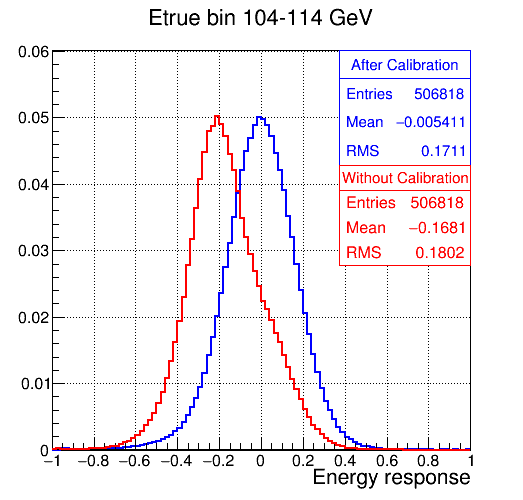 Etrue bin 104-114 GeV
0.06
0.05
0.04
0.03
0.02
0.01
0
−1 −0.8 −0.6 −0.4 −0.2 0 0.2 0.4 0.6 0.8 1
Energy response
After Calibration
Entries 506818
Mean −0.005411
RMS 0.1711
Without Calibration
Entries 506818
Mean −0.1681
RMS 0.1802